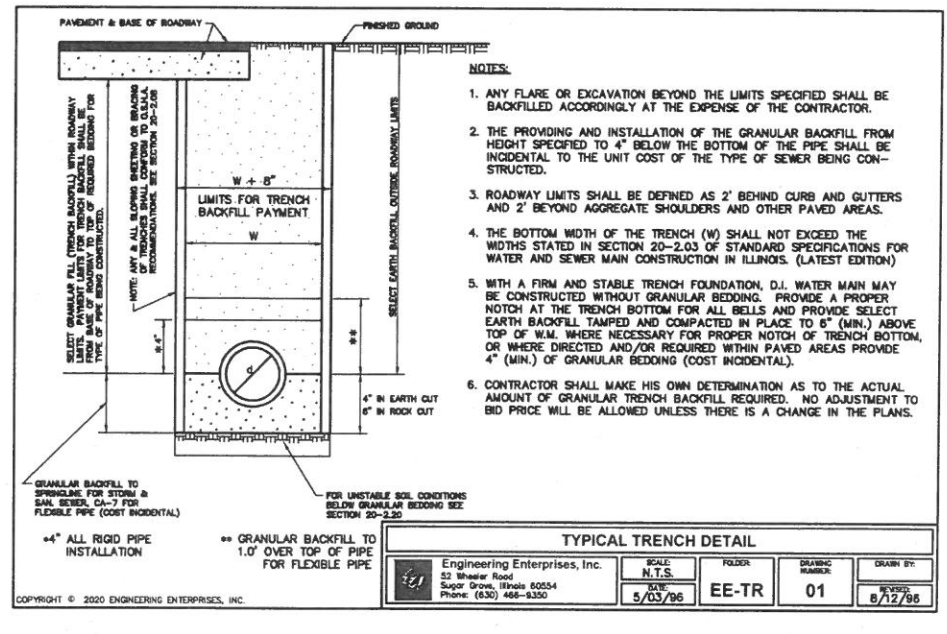 PAVEMENT & BASE OF ROADWAY
FINISHED GROUND
SELECT GRANULAR FILL (TRENCH BACKFILL) WITHIN ROADWAY
LIMITS. PAYMENT LIMITS FOR TRENCH BACKFILL SHALL BE
FROM BASE OF ROADWAY TO TOP OF REQUIRED BEDDING FOR
TYPE OF PIPE BEING CONSTRUCTED.
NOTE: ANY & ALL SLOPING SHEETING OR BRACING
OF TRENCHES SHALL CONFORM TO O.S.H.A.
RECOMMENDATIONS. SEE SECTION 20-2.08
W + 8"
LIMITS FOR TRENCH
BACKFILL PAYMENT
W
SELECT EARTH BACKFILL OUTSIDE ROADWAY LIMITS
*4"
**
d
4" IN EARTH CUT
8" IN ROCK CUT
GRANULAR BACKFILL TO
SPRINGLINE FOR STORM &
SAN. SEWER, CA-7 FOR
FLEXIBLE PIPE (COST INCIDENTAL)
FOR UNSTABLE SOIL CONDITIONS
BELOW GRANULAR BEDDING SEE
SECTION 20-2.20
*4" ALL RIGID PIPE
INSTALLATION
** GRANULAR BACKFILL TO
1.0' OVER TOP OF PIPE
FOR FLEXIBLE PIPE
COPYRIGHT © 2020 ENGINEERING ENTERPRISES, INC.
NOTES:
1. ANY FLARE OR EXCAVATION BEYOND THE LIMITS SPECIFIED SHALL BE
BACKFILLED ACCORDINGLY AT THE EXPENSE OF THE CONTRACTOR.
2. THE PROVIDING AND INSTALLATION OF THE GRANULAR BACKFILL FROM
HEIGHT SPECIFIED TO 4" BELOW THE BOTTOM OF THE PIPE SHALL BE
INCIDENTAL TO THE UNIT COST OF THE TYPE OF SEWER BEING CON-
STRUCTED.
3. ROADWAY LIMITS SHALL BE DEFINED AS 2' BEHIND CURB AND GUTTERS
AND 2' BEYOND AGGREGATE SHOULDERS AND OTHER PAVED AREAS.
4. THE BOTTOM WIDTH OF THE TRENCH (W) SHALL NOT EXCEED THE
WIDTHS STATED IN SECTION 20-2.03 OF STANDARD SPECIFICATIONS FOR
WATER AND SEWER MAIN CONSTRUCTION IN ILLINOIS. (LATEST EDITION)
5. WITH A FIRM AND STABLE TRENCH FOUNDATION, D.I. WATER MAIN MAY
BE CONSTRUCTED WITHOUT GRANULAR BEDDING. PROVIDE A PROPER
NOTCH AT THE TRENCH BOTTOM FOR ALL BELLS AND PROVIDE SELECT
EARTH BACKFILL TAMPED AND COMPACTED IN PLACE TO 6" (MIN.) ABOVE
TOP OF W.M. WHERE NECESSARY FOR PROPER NOTCH OF TRENCH BOTTOM,
OR WHERE DIRECTED AND/OR REQUIRED WITHIN PAVED AREAS PROVIDE
4" (MIN.) OF GRANULAR BEDDING (COST INCIDENTAL).
6. CONTRACTOR SHALL MAKE HIS OWN DETERMINATION AS TO THE ACTUAL
AMOUNT OF GRANULAR TRENCH BACKFILL REQUIRED. NO ADJUSTMENT TO
BID PRICE WILL BE ALLOWED UNLESS THERE IS A CHANGE IN THE PLANS.
TYPICAL TRENCH DETAIL
Engineering Enterprises, Inc.
52 Wheeler Road
Sugar Grove, Illinois 60554
Phone: (630) 466-9350
SCALE:
N.T.S.
DATE:
5/03/96
FOLDER:
EE-TR
DRAWING
NUMBER:
01
DRAWN BY:
REVISED:
8/12/96